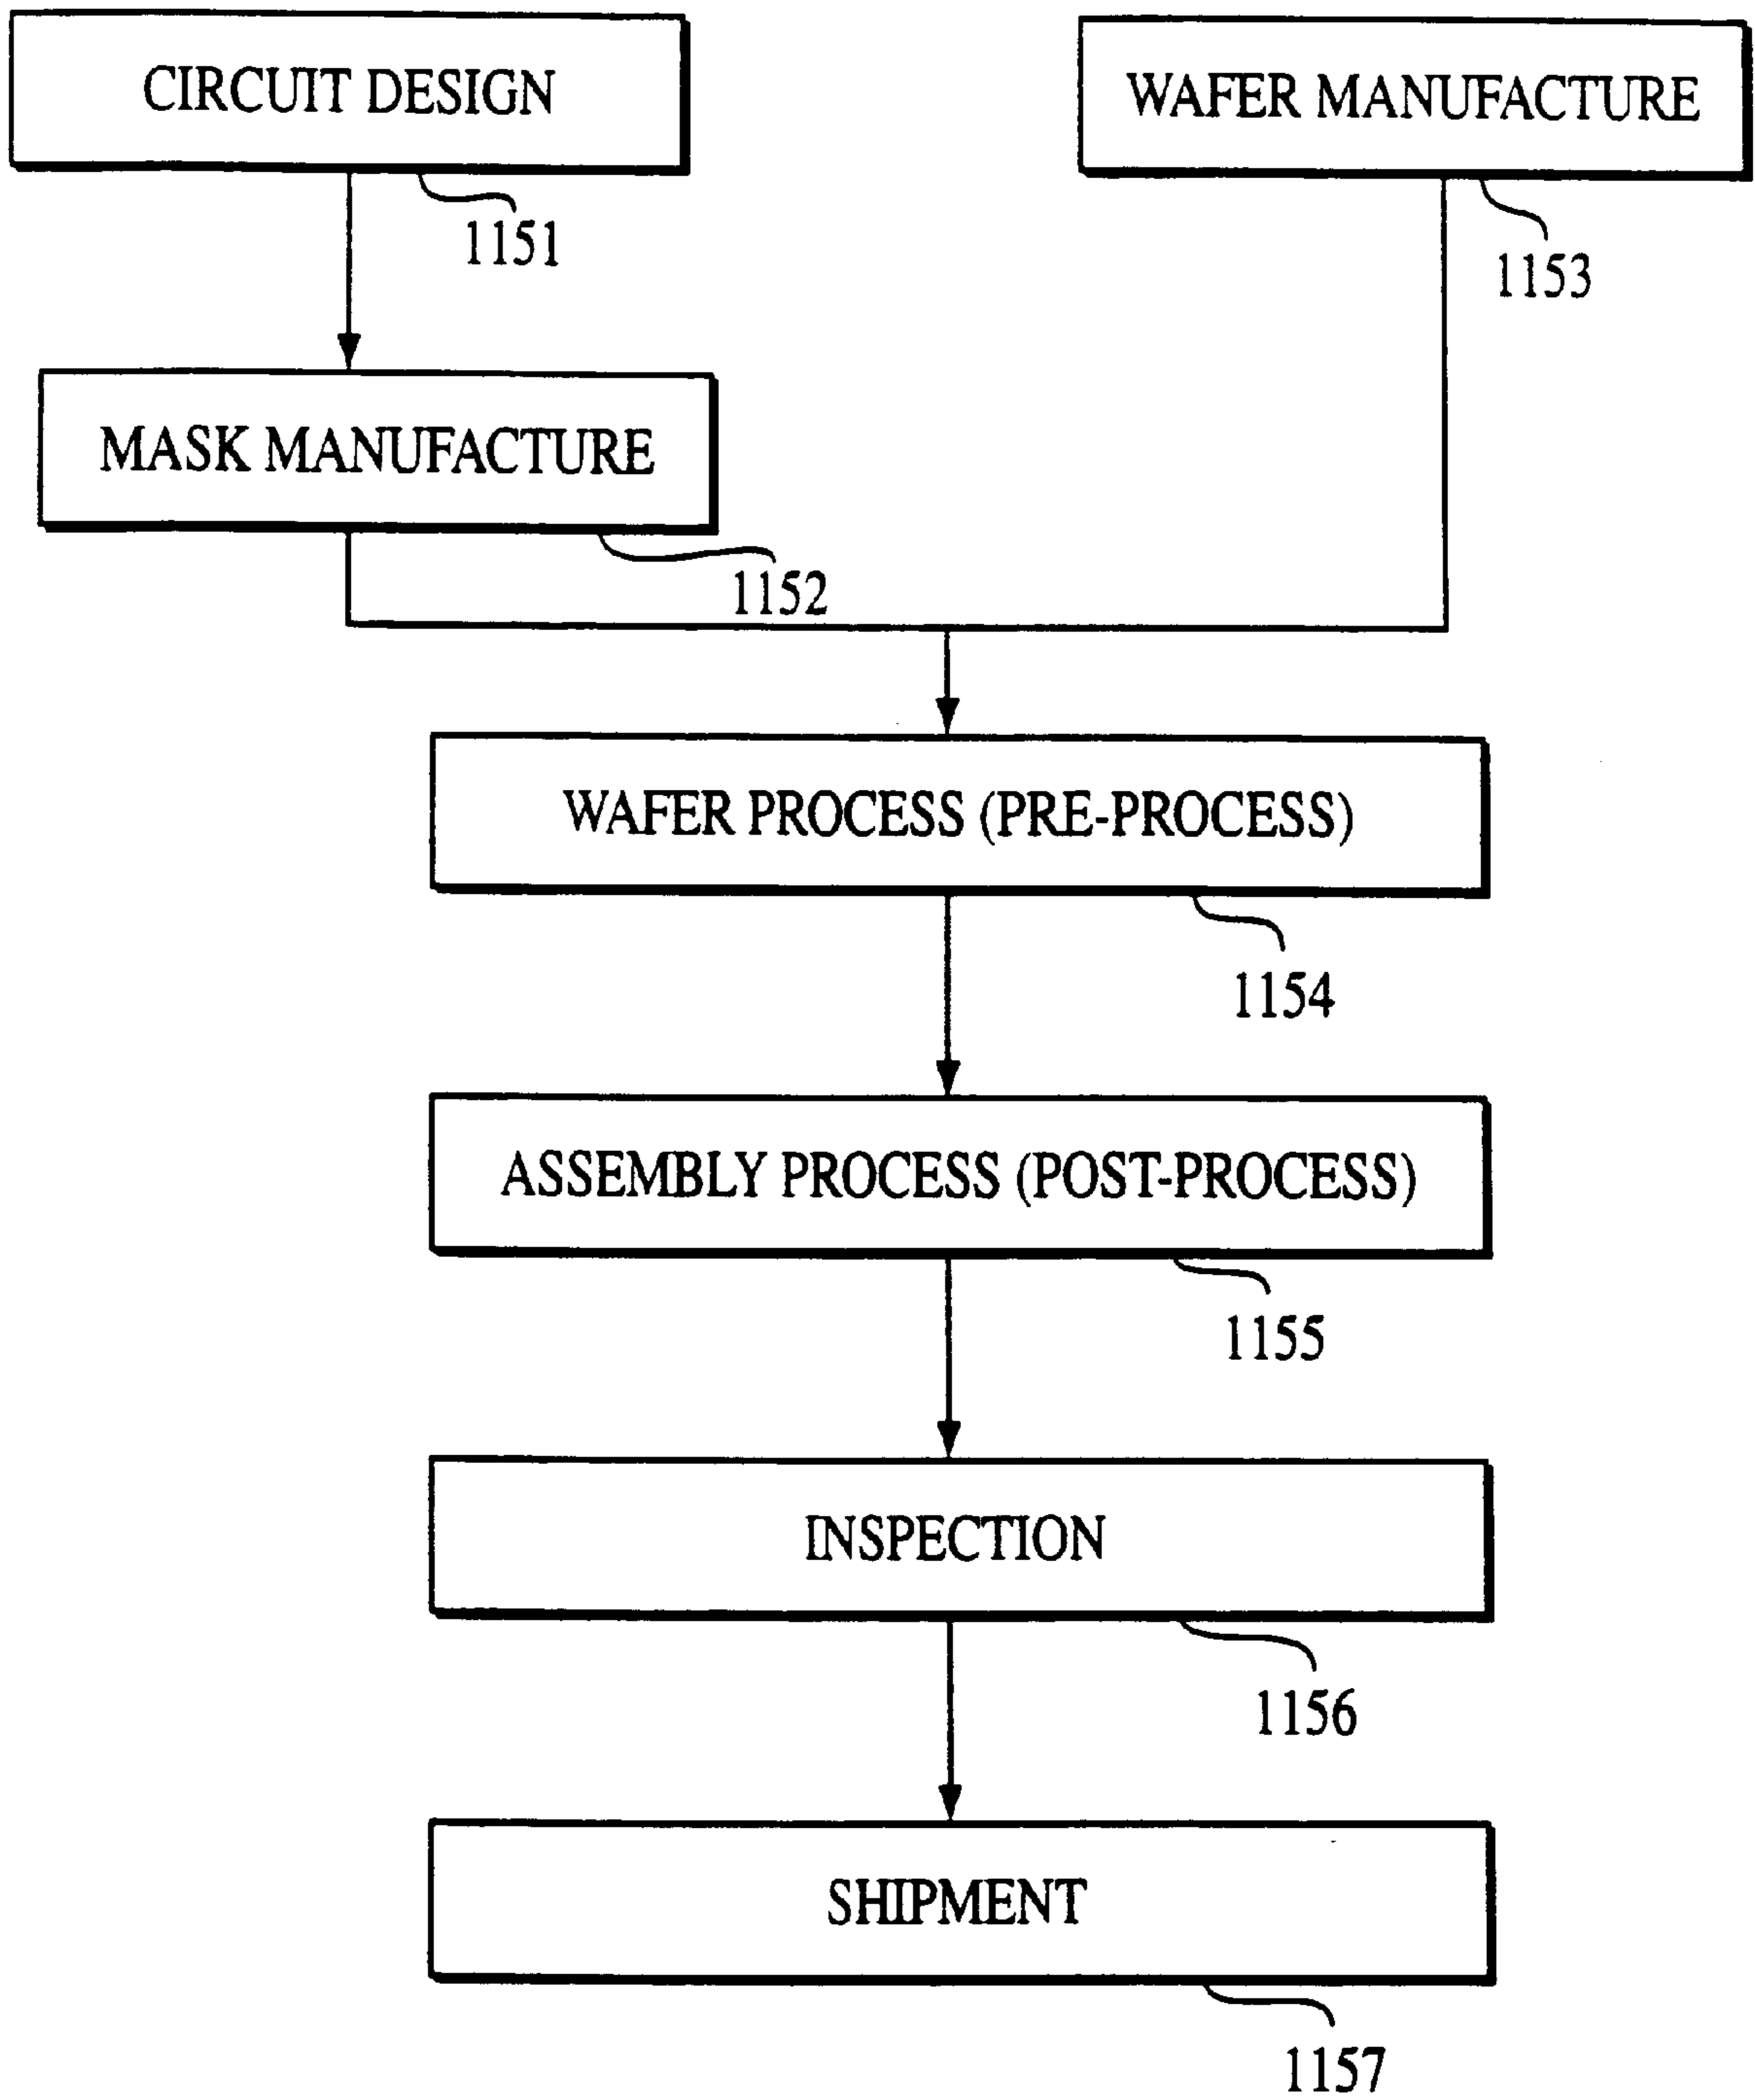 CIRCUIT DESIGN
1151
WAFER MANUFACTURE
1153
MASK MANUFACTURE
1152
WAFER PROCESS (PRE-PROCESS)
1154
ASSEMBLY PROCESS (POST-PROCESS)
1155
INSPECTION
1156
SHIPMENT
1157